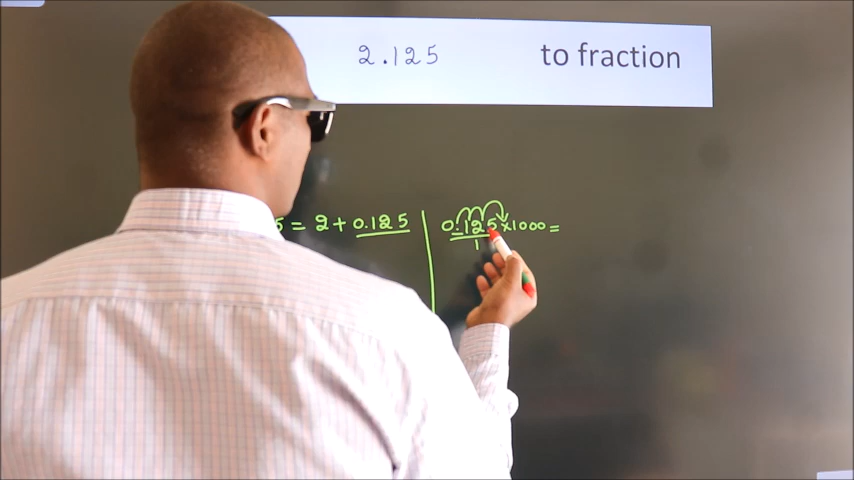 2.125 to fraction
5 = 2 + 0.125 | 0.125 × 1000 =
1